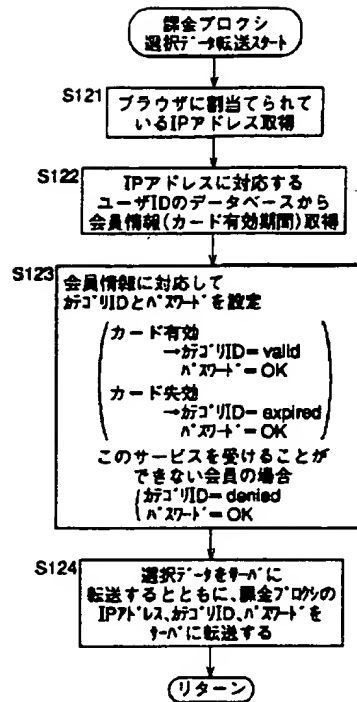 課金プロクシ
選択ﾃﾞｰﾀ転送ｽﾀｰﾄ
S121
ブラウザに割当てられて
いるIPアドレス取得
S122
IPアドレスに対応する
ユーザIDのデータベースから
会員情報(カード有効期間)取得
S123
会員情報に対応して
ｶﾃｺﾞﾘIDとﾊﾟｽﾜｰﾄﾞを設定
カード有効
→ｶﾃｺﾞﾘID=valid
ﾊﾟｽﾜｰﾄﾞ=OK
カード失効
→ｶﾃｺﾞﾘID=expired
ﾊﾟｽﾜｰﾄﾞ=OK
このサービスを受けることが
できない会員の場合
ｶﾃｺﾞﾘID=denied
ﾊﾟｽﾜｰﾄﾞ=OK
S124
選択ﾃﾞｰﾀをｻｰﾊﾞに
転送するとともに、課金ﾌﾟﾛｸｼの
IPｱﾄﾞﾚｽ、ｶﾃｺﾞﾘID、ﾊﾟｽﾜｰﾄﾞを
ｻｰﾊﾞに転送する
リターン